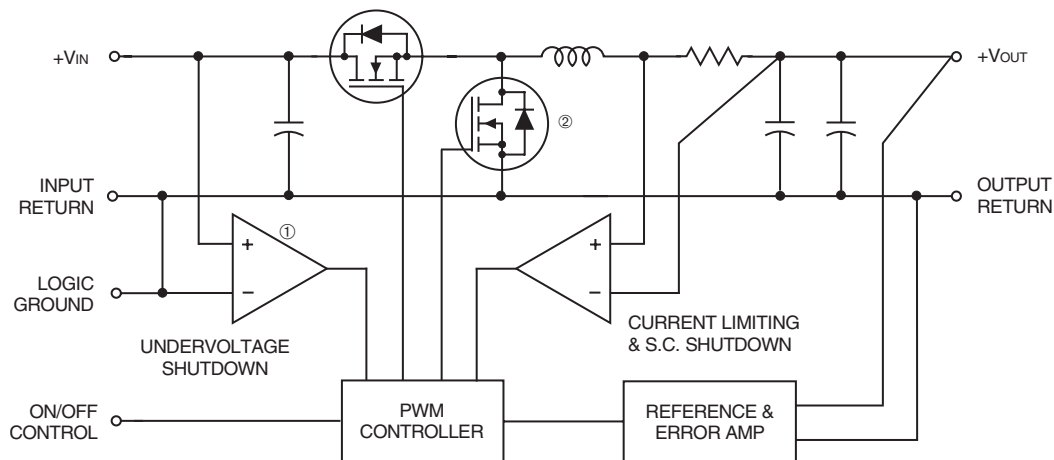 +VIN
+VOUT
②
INPUT
RETURN
OUTPUT
RETURN
①
+
−
+
−
LOGIC
GROUND
UNDERVOLTAGE
SHUTDOWN
CURRENT LIMITING
& S.C. SHUTDOWN
ON/OFF
CONTROL
PWM
CONTROLLER
REFERENCE &
ERROR AMP